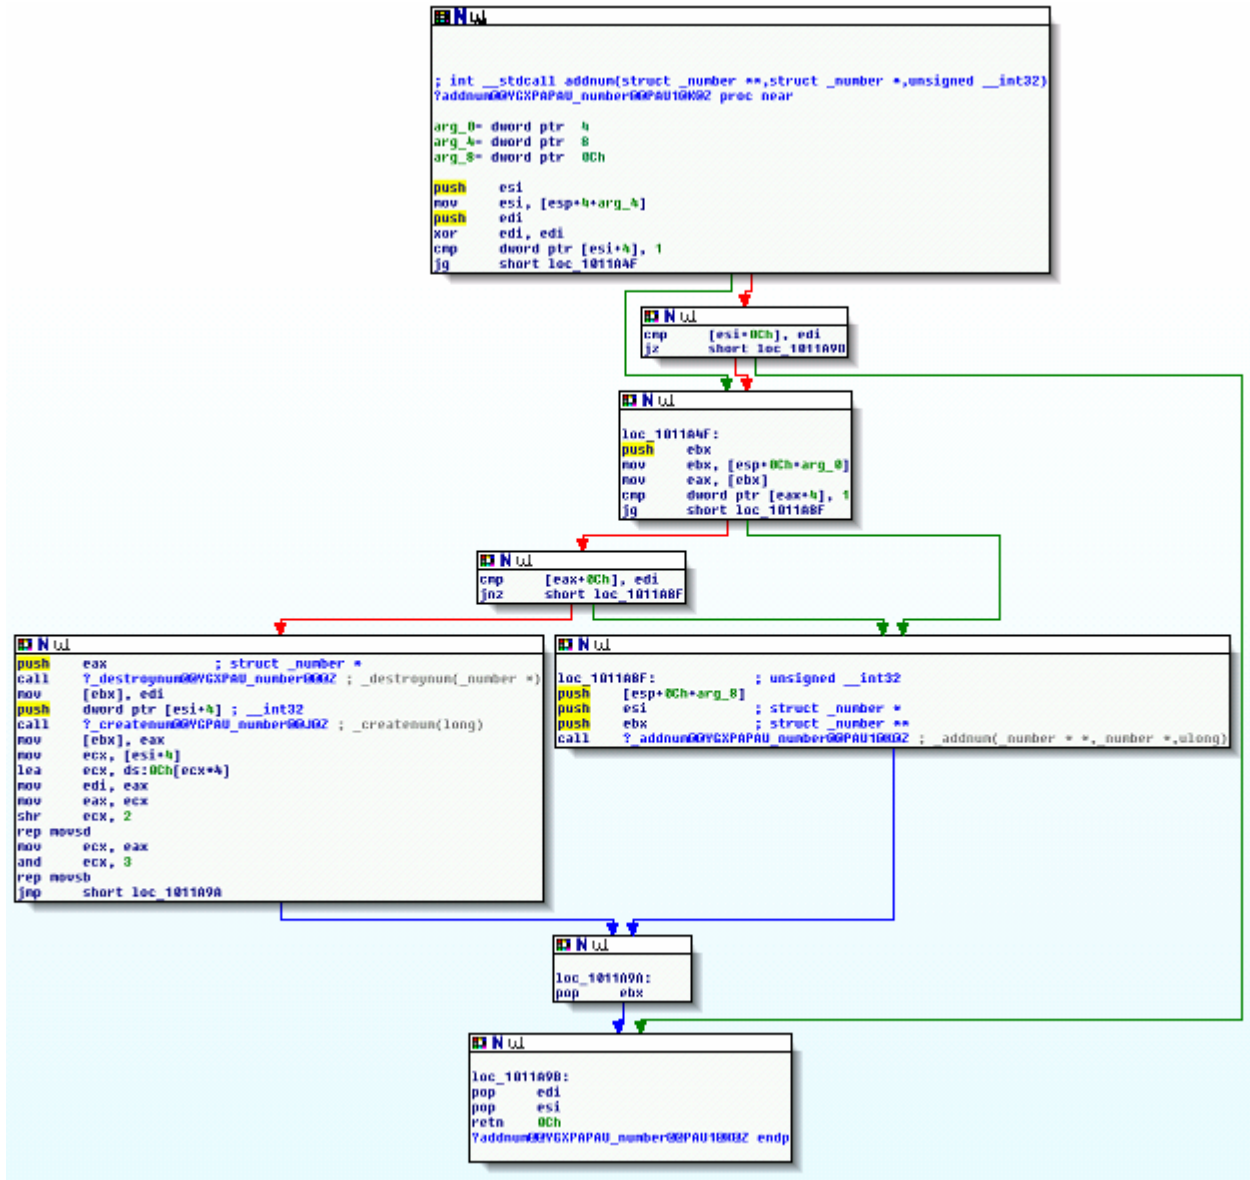 ; int __stdcall addnum(struct _number **,struct _number *,unsigned __int32)
?addnum@@YGXPAPAU_number@@PAU1@K@Z proc near
arg_0= dword ptr 4
arg_4= dword ptr 8
arg_8= dword ptr 0Ch
push esi
mov esi, [esp+4+arg_4]
push edi
xor edi, edi
cmp dword ptr [esi+4], 1
jg short loc_1011A4F
cmp [esi+0Ch], edi
jz short loc_1011A9B
loc_1011A4F:
push ebx
mov ebx, [esp+0Ch+arg_0]
mov eax, [ebx]
cmp dword ptr [eax+4], 1
jg short loc_1011A8F
cmp [eax+0Ch], edi
jnz short loc_1011A8F
push eax ; struct _number *
call ?_destroynum@@YGXPAU_number@@@Z ; _destroynum(_number *)
mov [ebx], edi
push dword ptr [esi+4] ; __int32
call ?_createnum@@YGPAU_number@@J@Z ; _createnum(long)
mov [ebx], eax
mov ecx, [esi+4]
lea ecx, ds:0Ch[ecx*4]
mov edi, eax
mov eax, ecx
shr ecx, 2
rep movsd
mov ecx, eax
and ecx, 3
rep movsb
jmp short loc_1011A9A
loc_1011A8F: ; unsigned __int32
push [esp+0Ch+arg_8]
push esi ; struct _number *
push ebx ; struct _number **
call ?_addnum@@YGXPAPAU_number@@PAU1@K@Z ; _addnum(_number * *,_number *,ulong)
loc_1011A9A:
pop ebx
loc_1011A9B:
pop edi
pop esi
retn 0Ch
?addnum@@YGXPAPAU_number@@PAU1@K@Z endp